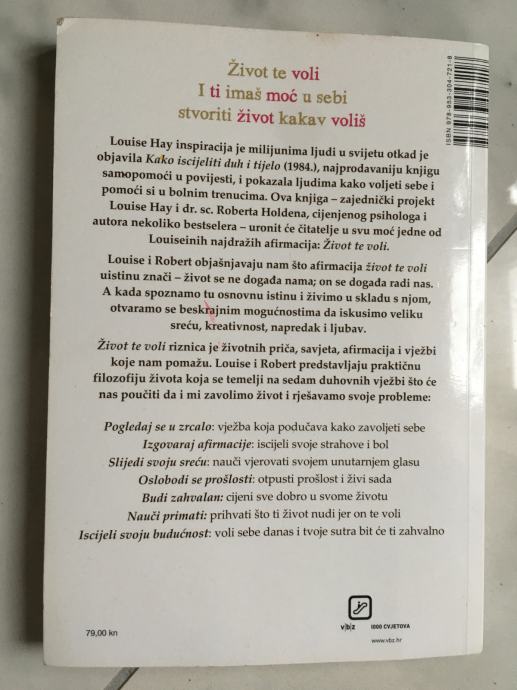 Život te voli
I ti imaš moć u sebi
stvoriti život kakav voliš
Louise Hay inspiracija je milijunima ljudi u svijetu otkad je
objavila Kako iscijeliti duh i tijelo (1984.), najprodavaniju knjigu
samopomoći u povijesti, i pokazala ljudima kako voljeti sebe i
pomoći si u bolnim trenucima. Ova knjiga – zajednički projekt
Louise Hay i dr. sc. Roberta Holdena, cijenjenog psihologa i
autora nekoliko bestselera – uronit će čitatelje u svu moć jedne od
Louiseinih najdražih afirmacija: Život te voli.
Louise i Robert objašnjavaju nam što afirmacija život te voli
uistinu znači – život se ne događa nama; on se događa radi nas.
A kada spoznamo tu osnovnu istinu i živimo u skladu s njom,
otvaramo se beskrajnim mogućnostima da iskusimo veliku
sreću, kreativnost, napredak i ljubav.
Život te voli riznica je životnih priča, savjeta, afirmacija i vježbi
koje nam pomažu. Louise i Robert predstavljaju praktičnu
filozofiju života koja se temelji na sedam duhovnih vježbi što će
nas poučiti da i mi zavolimo život i rješavamo svoje probleme:
Pogledaj se u zrcalo: vježba koja podučava kako zavoljeti sebe
Izgovaraj afirmacije: iscijeli svoje strahove i bol
Slijedi svoju sreću: nauči vjerovati svojem unutarnjem glasu
Oslobodi se prošlosti: otpusti prošlost i živi sada
Budi zahvalan: cijeni sve dobro u svome životu
Nauči primati: prihvati što ti život nudi jer on te voli
Iscijeli svoju budućnost: voli sebe danas i tvoje sutra bit će ti zahvalno
79,00 kn
v|b|z 1000 CVJETOVA
www.vbz.hr
ISBN 978-953-304-721-8